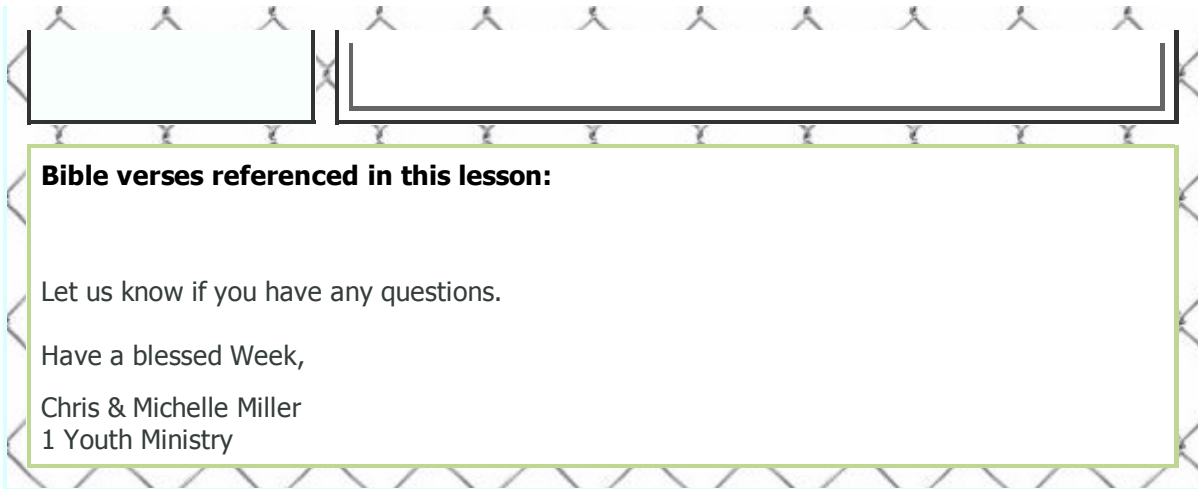 Bible verses referenced in this lesson:
Let us know if you have any questions.
Have a blessed Week,
Chris & Michelle Miller
1 Youth Ministry